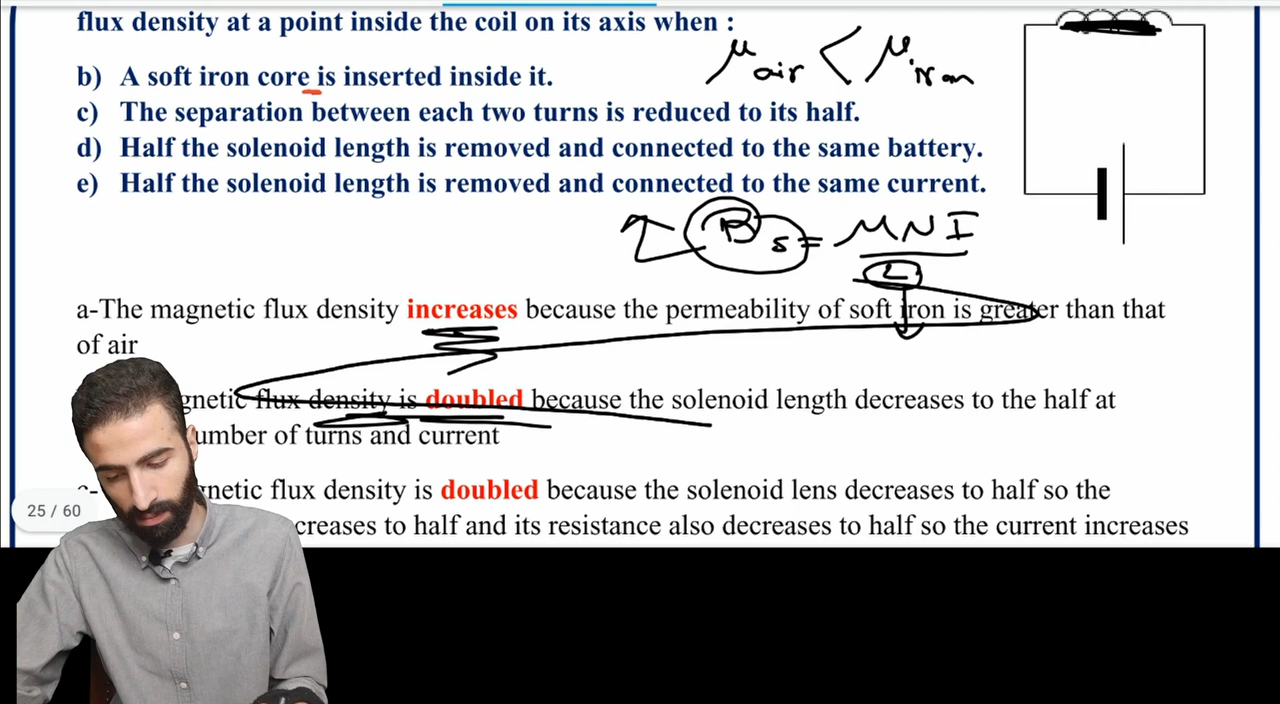 flux density at a point inside the coil on its axis when :
μair < μiron
b) A soft iron core is inserted inside it.
c) The separation between each two turns is reduced to its half.
d) Half the solenoid length is removed and connected to the same battery.
e) Half the solenoid length is removed and connected to the same current.
Bs = μNI
L
a-The magnetic flux density increases because the permeability of soft iron is greater than that
of air
gnetic flux density is doubled because the solenoid length decreases to the half at
umber of turns and current
gnetic flux density is doubled because the solenoid lens decreases to half so the
creases to half and its resistance also decreases to half so the current increases
25 / 60